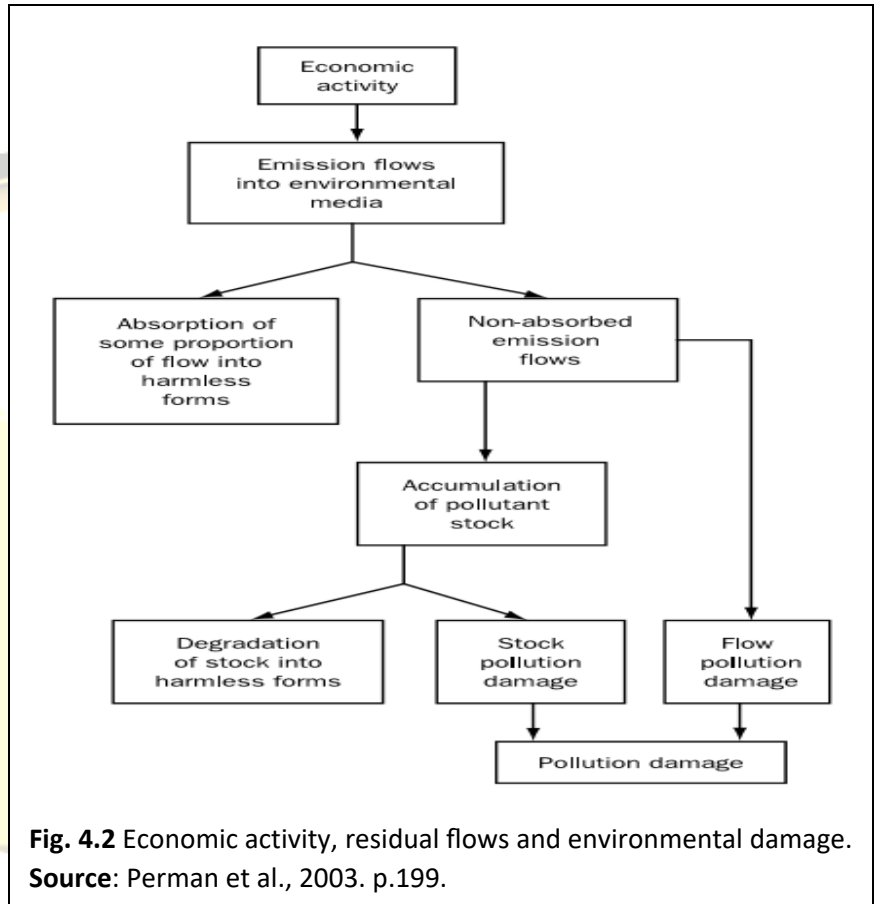 Economic
activity
Emission flows
into environmental
media
Absorption of
some proportion
of flow into
harmless
forms
Non-absorbed
emission
flows
Accumulation
of pollutant
stock
Degradation
of stock into
harmless forms
Stock
pollution
damage
Flow
pollution
damage
Pollution damage
Fig. 4.2 Economic activity, residual flows and environmental damage.
Source: Perman et al., 2003. p.199.